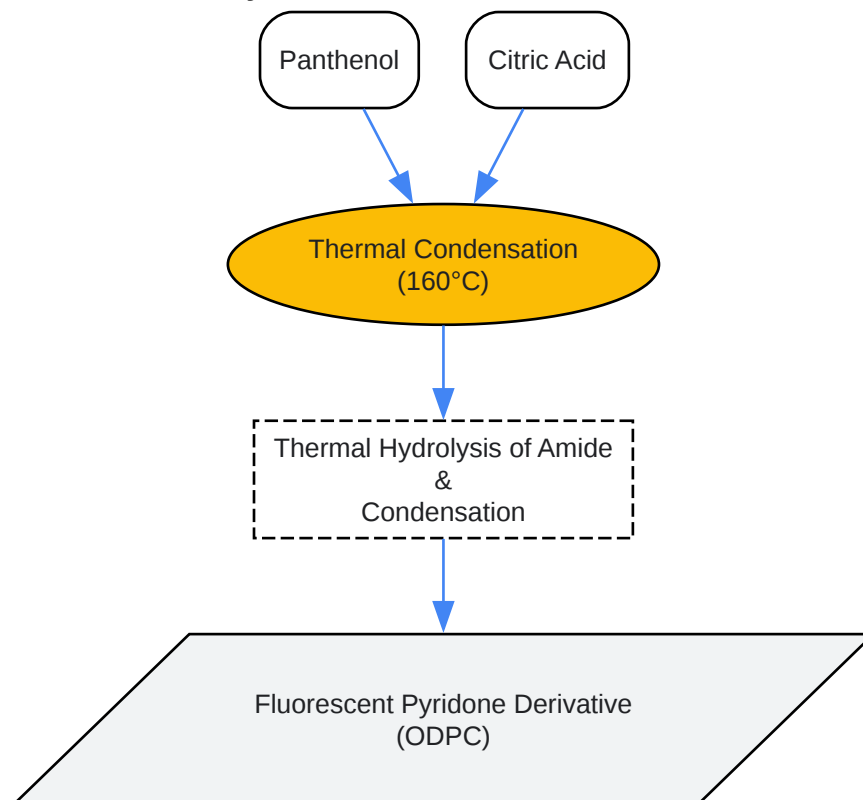 Panthenol
Citric Acid
Thermal Condensation
(160°C)
Thermal Hydrolysis of Amide
&
Condensation
Fluorescent Pyridone Derivative
(ODPC)